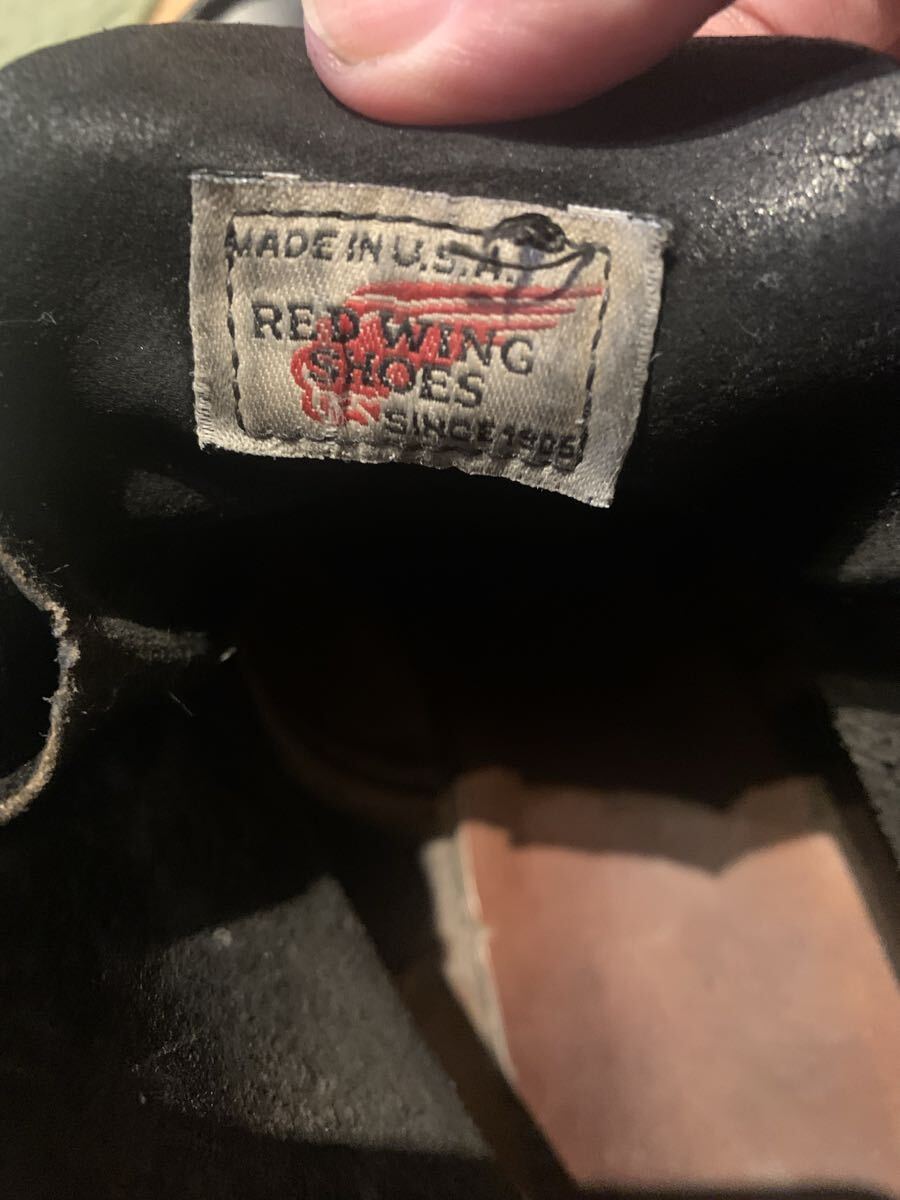 MADE IN U.S.A.
RED WING
SHOES
SINCE 1905